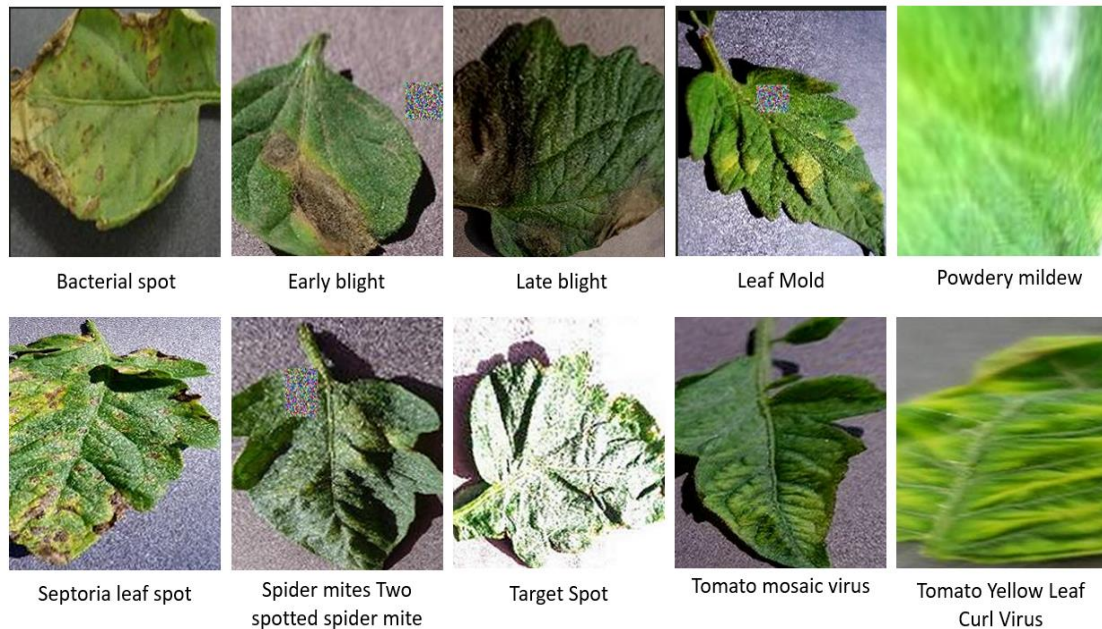 Bacterial spot
Early blight
Late blight
Leaf Mold
Powdery mildew
Septoria leaf spot
Spider mites Two
spotted spider mite
Target Spot
Tomato mosaic virus
Tomato Yellow Leaf
Curl Virus